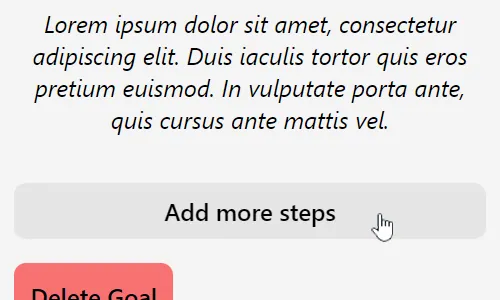 Lorem ipsum dolor sit amet, consectetur
adipiscing elit. Duis iaculis tortor quis eros
pretium euismod. In vulputate porta ante,
quis cursus ante mattis vel.
Add more steps
Delete Goal